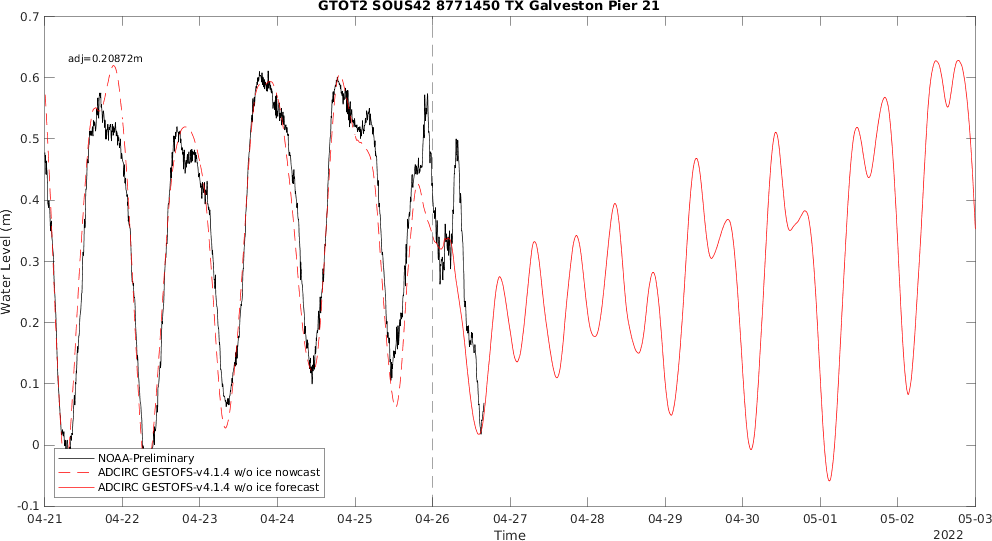 GTOT2 SOUS42 8771450 TX Galveston Pier 21
0.7
adj=0.20872m
0.6
0.5
0.4
0.3
0.2
0.1
0
-0.1
Water Level (m)
NOAA-Preliminary
ADCIRC GESTOFS-v4.1.4 w/o ice nowcast
ADCIRC GESTOFS-v4.1.4 w/o ice forecast
04-21 04-22 04-23 04-24 04-25 04-26 04-27 04-28 04-29 04-30 05-01 05-02 05-03
Time
2022